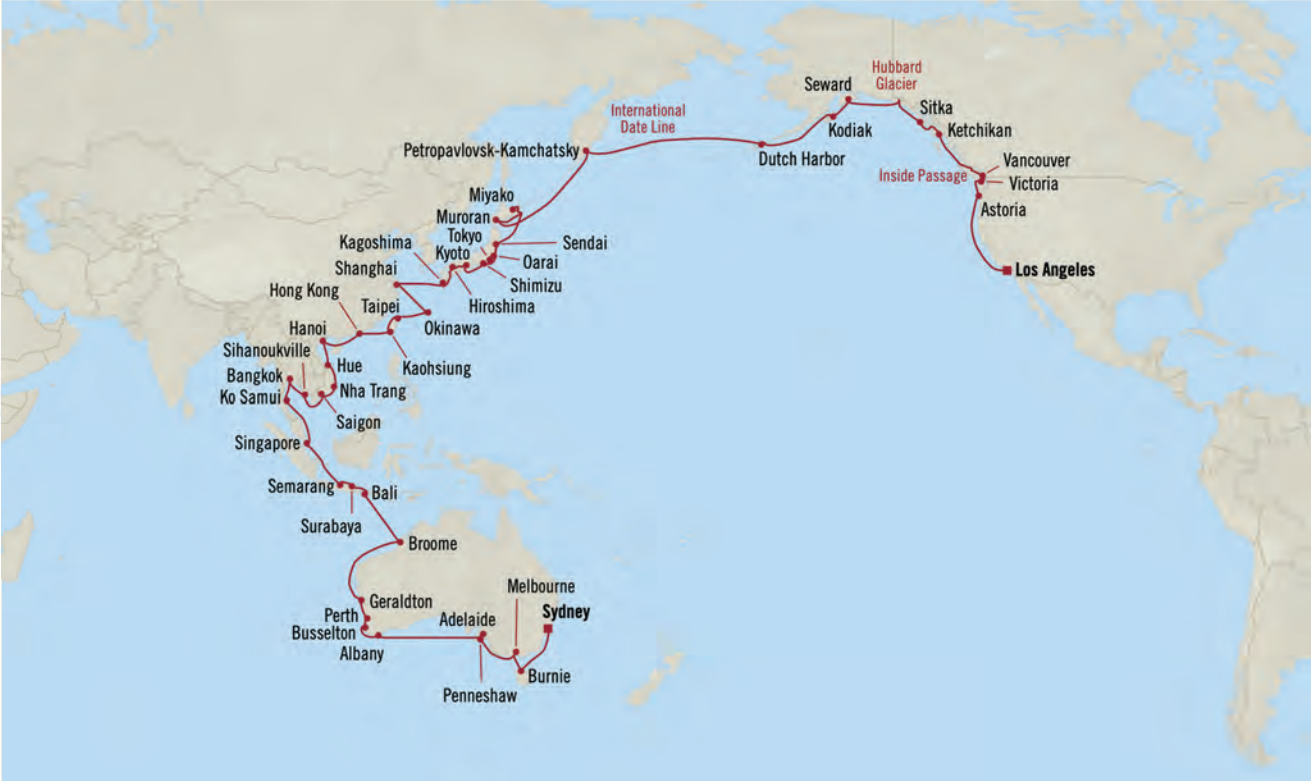 Hubbard
Glacier
Seward
International
Date Line
Sitka
Kodiak
Ketchikan
Petropavlovsk-Kamchatsky
Dutch Harbor
Vancouver
Inside Passage
Victoria
Miyako
Astoria
Muroran
Tokyo
Kagoshima
Sendai
Kyoto
Oarai
Shanghai
Los Angeles
Shimizu
Hong Kong
Hiroshima
Taipei
Okinawa
Hanoi
Sihanoukville
Hue
Kaohsiung
Bangkok
Nha Trang
Ko Samui
Saigon
Singapore
Semarang
Bali
Surabaya
Broome
Melbourne
Geraldton
Sydney
Perth
Adelaide
Busselton
Albany
Burnie
Penneshaw